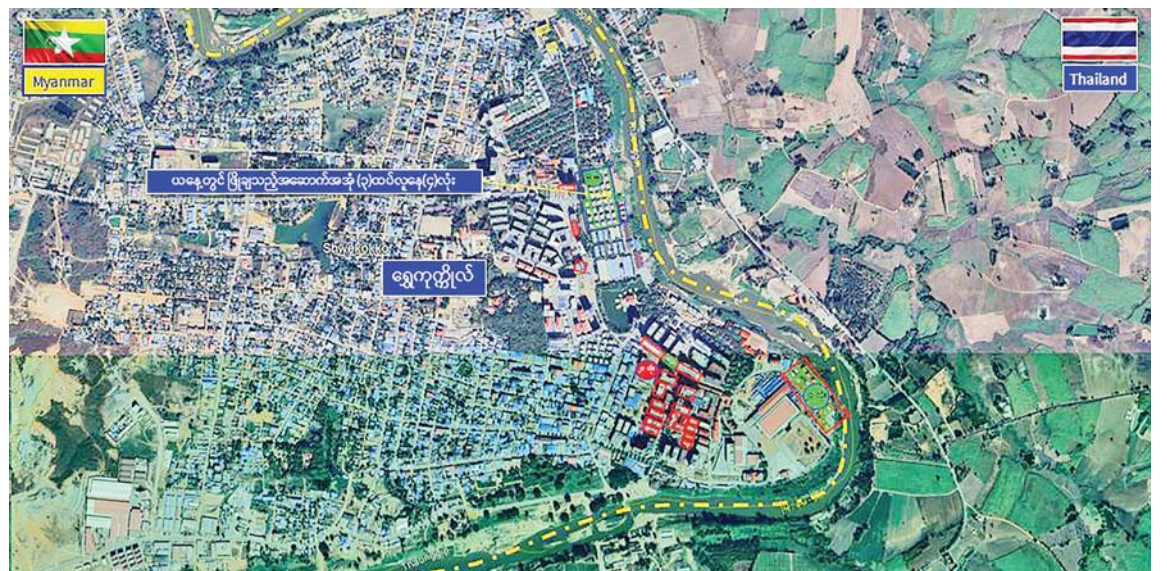 Myanmar
Thailand
ယနေ့တွင် ဖြိုချသည့်အဆောက်အအုံ (၃)ထပ်လူနေ(၄)လုံး
Shwekokko
ရွှေကုက္ကိုလ်